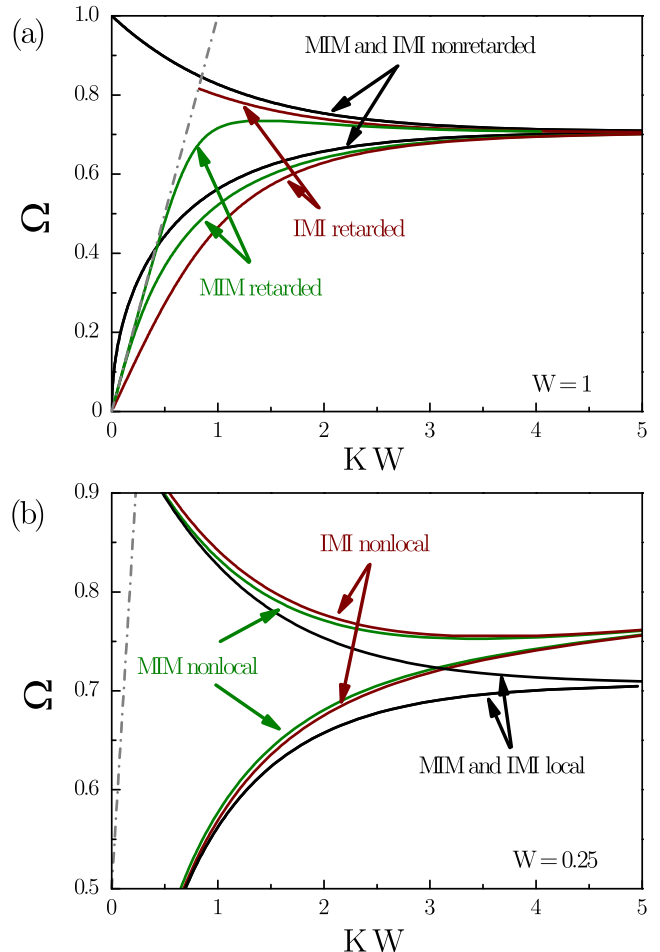 (a)
1.0
0.8
0.6
0.4
0.2
0
Ω
MIM and IMI nonretarded
IMI retarded
MIM retarded
W = 1
0 1 2 3 4 5
K W
(b)
0.9
0.8
0.7
0.6
0.5
Ω
IMI nonlocal
MIM nonlocal
MIM and IMI local
W = 0.25
0 1 2 3 4 5
K W